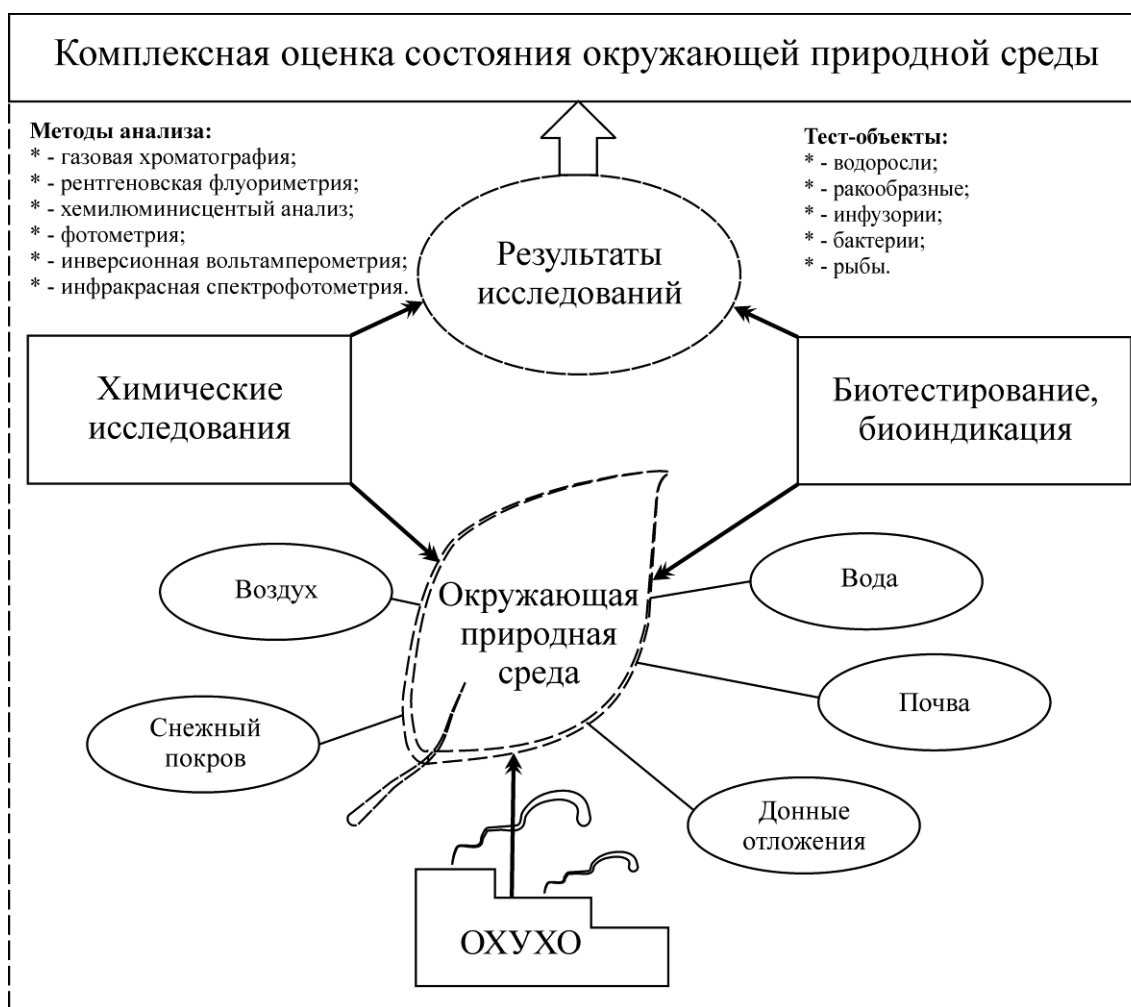 Комплексная оценка состояния окружающей природной среды
Методы анализа:
* - газовая хроматография;
* - рентгеновская флуориметрия;
* - хемилюминисцентый анализ;
* - фотометрия;
* - инверсионная вольтамперометрия;
* - инфракрасная спектрофотометрия.
Тест-объекты:
* - водоросли;
* - ракообразные;
* - инфузории;
* - бактерии;
* - рыбы.
Результаты
исследований
Химические
исследования
Биотестирование,
биоиндикация
Воздух
Окружающая
природная
среда
Вода
Снежный
покров
Почва
Донные
отложения
ОХУХО